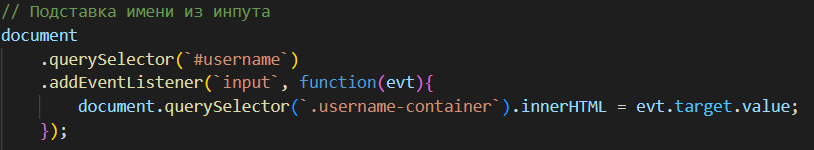 // Подставка имени из инпута
document
.querySelector(`#username`)
.addEventListener(`input`, function(evt){
document.querySelector(`.username-container`).innerHTML = evt.target.value;
});